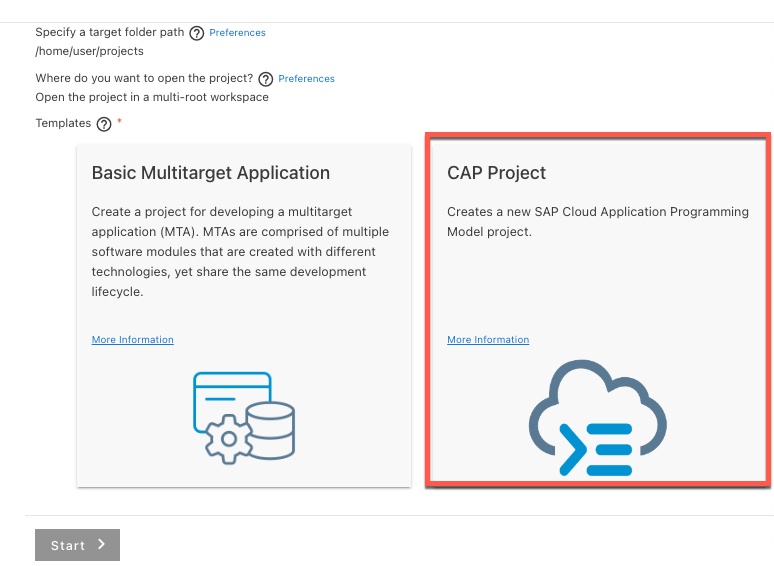 Specify a target folder path ? Preferences
/home/user/projects
Where do you want to open the project? ? Preferences
Open the project in a multi-root workspace
Templates ? *
Basic Multitarget Application
Create a project for developing a multitarget
application (MTA). MTAs are comprised of multiple
software modules that are created with different
technologies, yet share the same development
lifecycle.
More Information
CAP Project
Creates a new SAP Cloud Application Programming
Model project.
More Information
Start